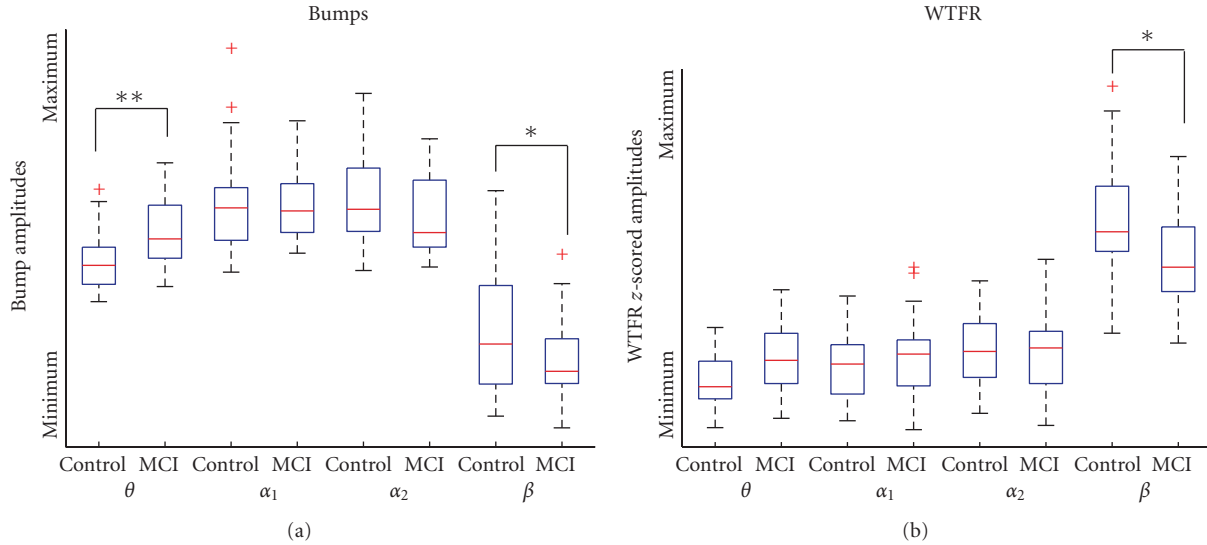 Bumps
Maximum
Bump amplitudes
Minimum
**
*
Control MCI Control MCI Control MCI Control MCI
θ α1 α2 β
(a)
WTFR
Maximum
WTFR z-scored amplitudes
Minimum
*
Control MCI Control MCI Control MCI Control MCI
θ α1 α2 β
(b)